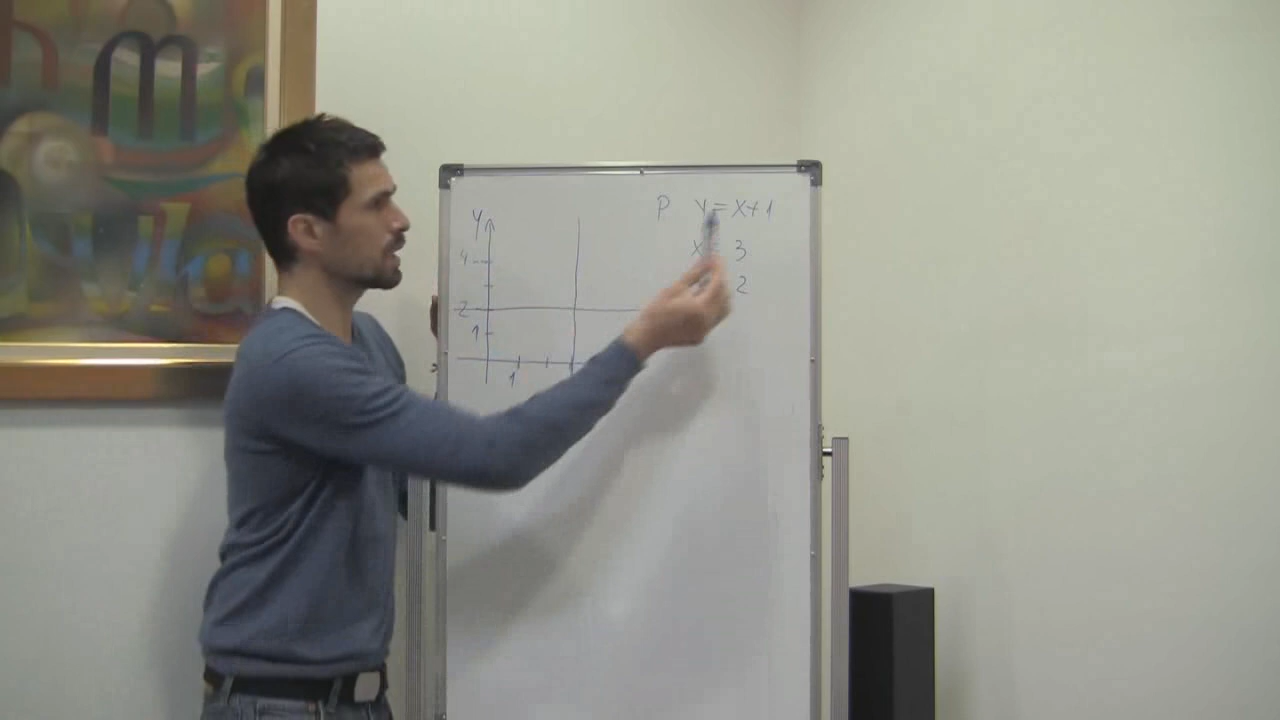 P y = x + 1
x = 3
2
y
4
2
1
1